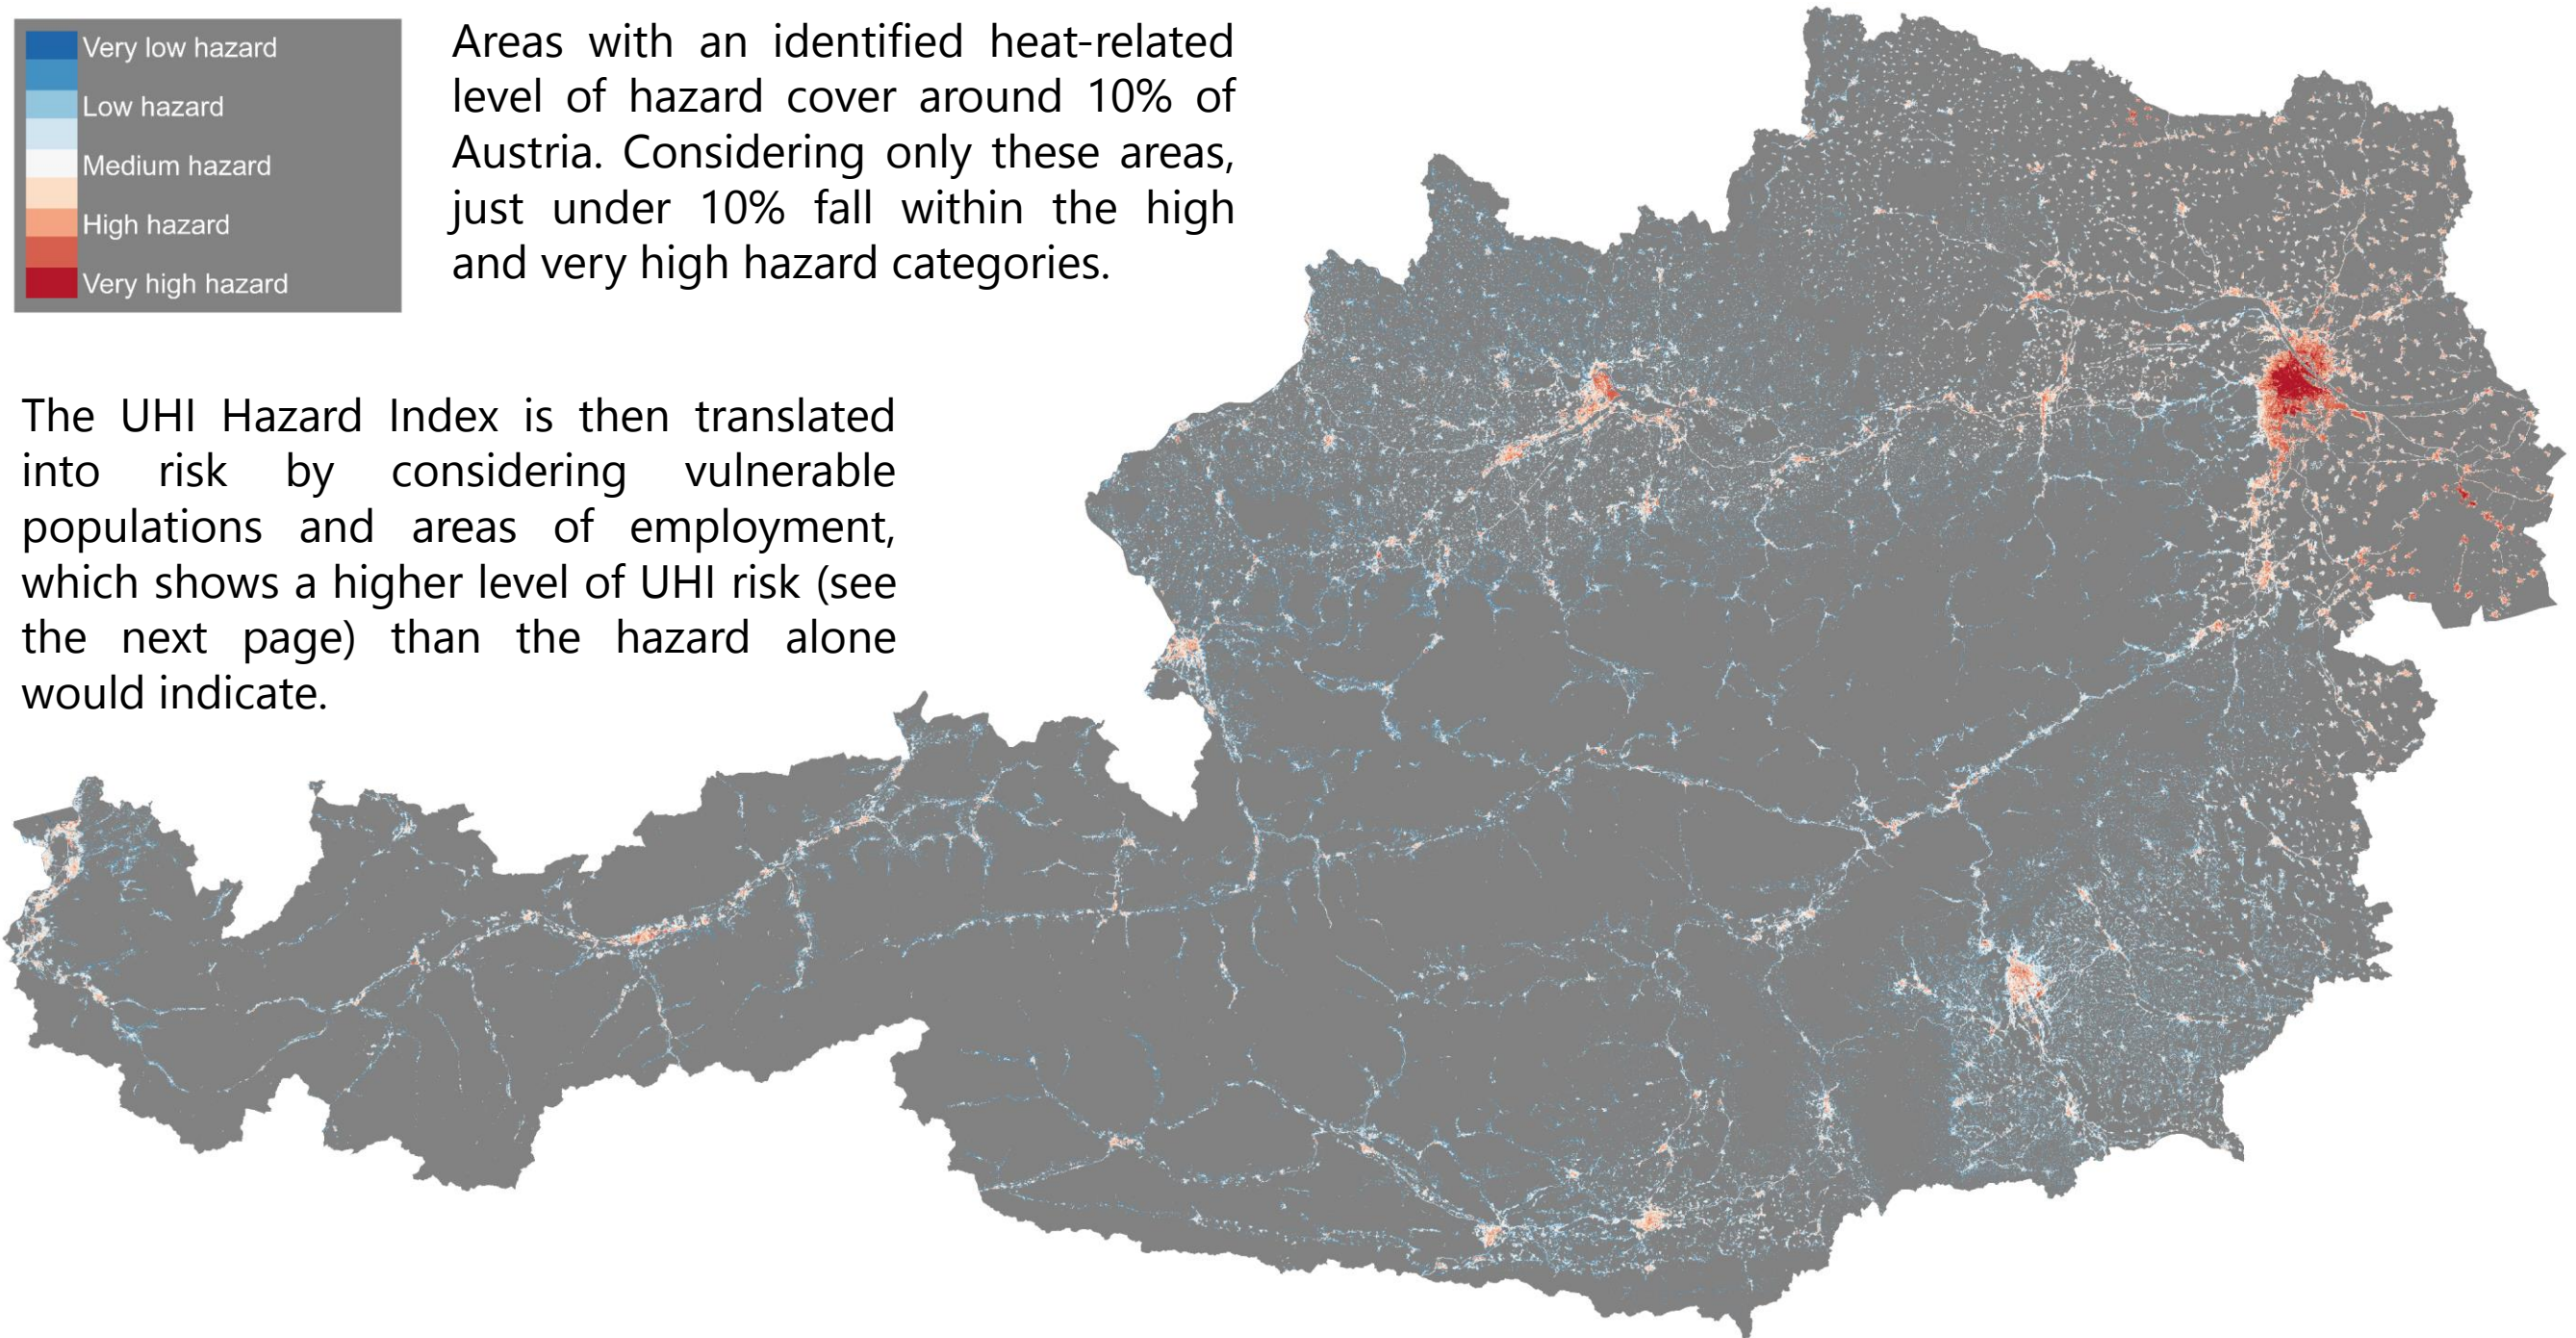 Very low hazard
Low hazard
Medium hazard
High hazard
Very high hazard
Areas with an identified heat-related
level of hazard cover around 10% of
Austria. Considering only these areas,
just under 10% fall within the high
and very high hazard categories.
The UHI Hazard Index is then translated
into risk by considering vulnerable
populations and areas of employment,
which shows a higher level of UHI risk (see
the next page) than the hazard alone
would indicate.